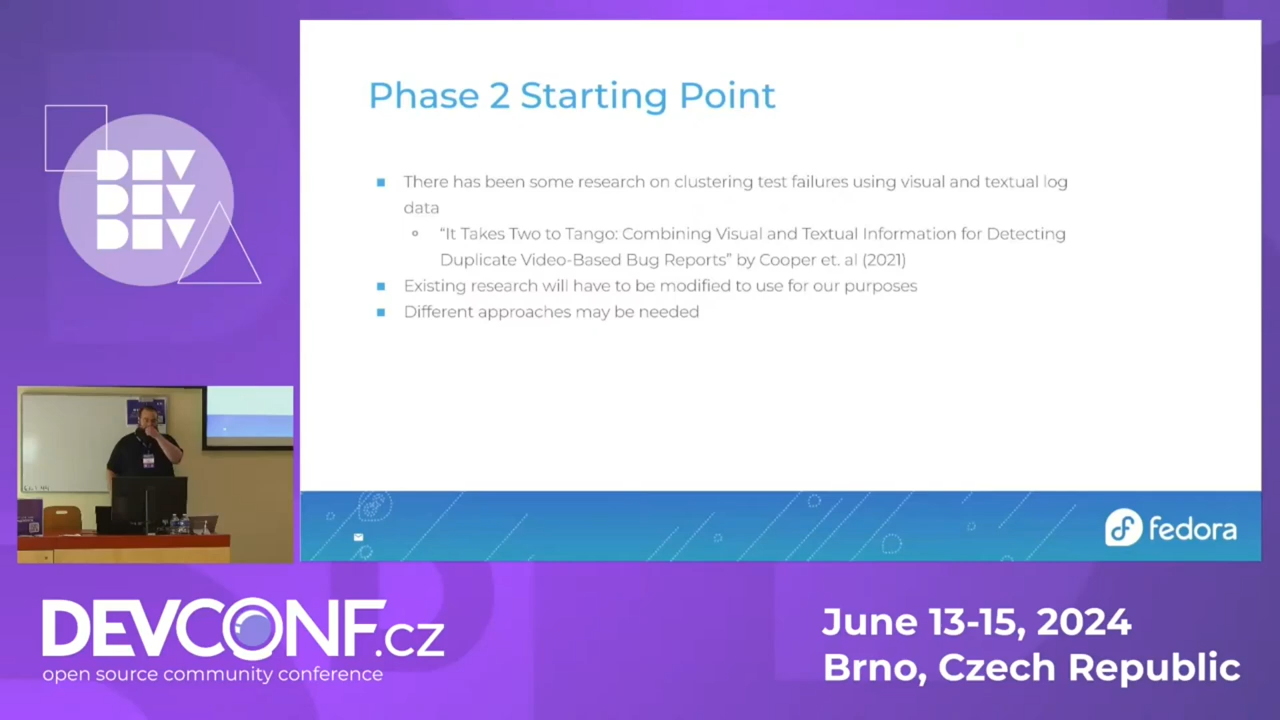 DEV
DEV
DEV
Phase 2 Starting Point
There has been some research on clustering test failures using visual and textual log
data
“It Takes Two to Tango: Combining Visual and Textual Information for Detecting
Duplicate Video-Based Bug Reports” by Cooper et. al (2021)
Existing research will have to be modified to use for our purposes
Different approaches may be needed
fedora
DEVCONF.cz
open source community conference
June 13-15, 2024
Brno, Czech Republic